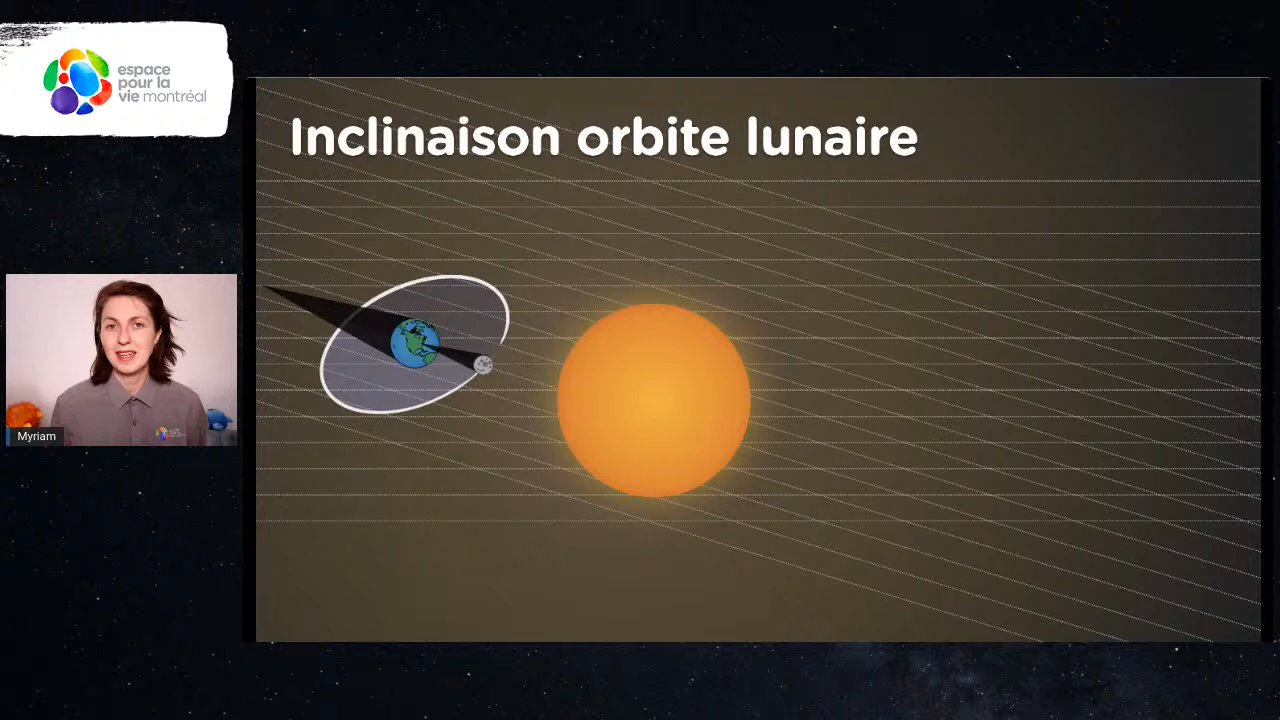 espace
pour la
vie montréal
Inclinaison orbite lunaire
Myriam